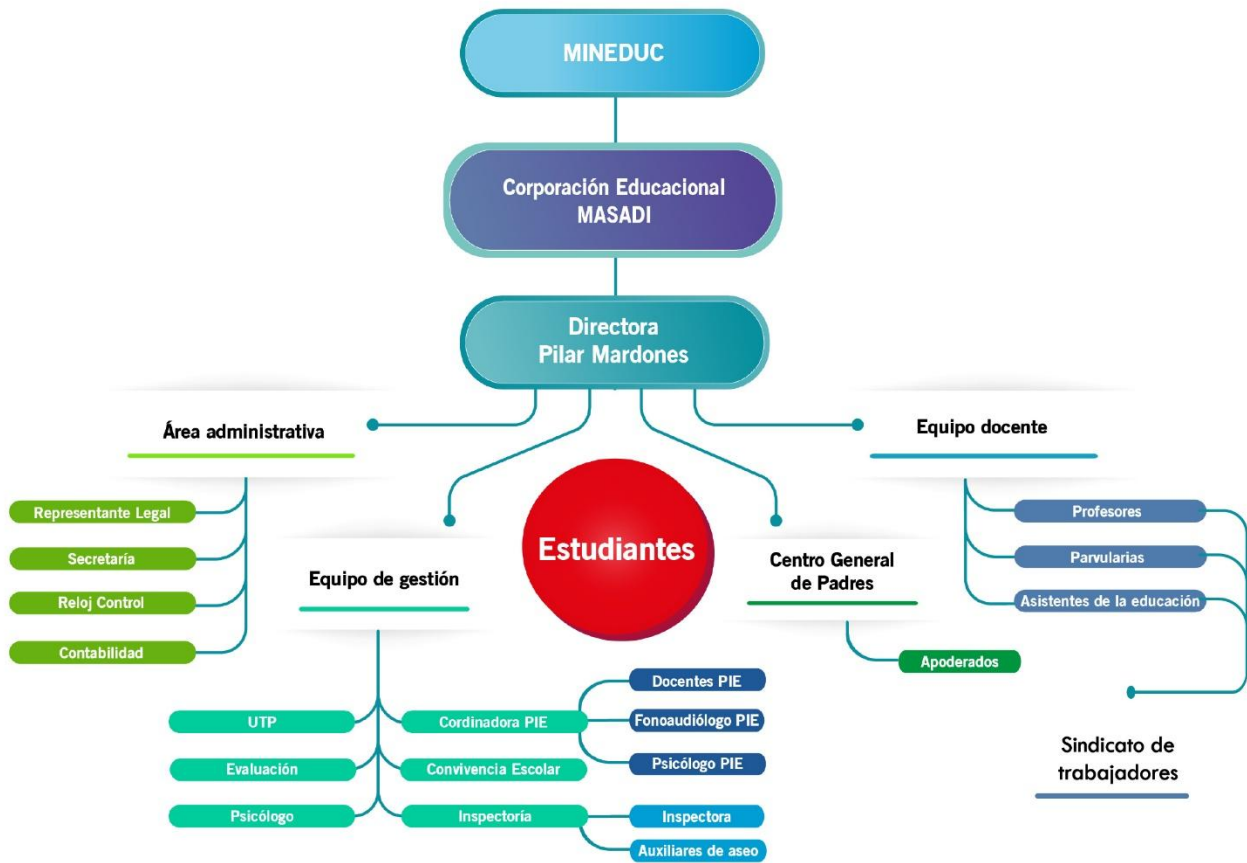 MINEDUC
Corporación Educacional
MASADI
Directora
Pilar Mardones
Área administrativa
Representante Legal
Secretaría
Reloj Control
Contabilidad
Equipo de gestión
UTP
Evaluación
Psicólogo
Cordinadora PIE
Convivencia Escolar
Inspectoría
Docentes PIE
Fonoaudiólogo PIE
Psicólogo PIE
Inspectora
Auxiliares de aseo
Estudiantes
Centro General
de Padres
Apoderados
Equipo docente
Profesores
Parvularias
Asistentes de la educación
Sindicato de
trabajadores